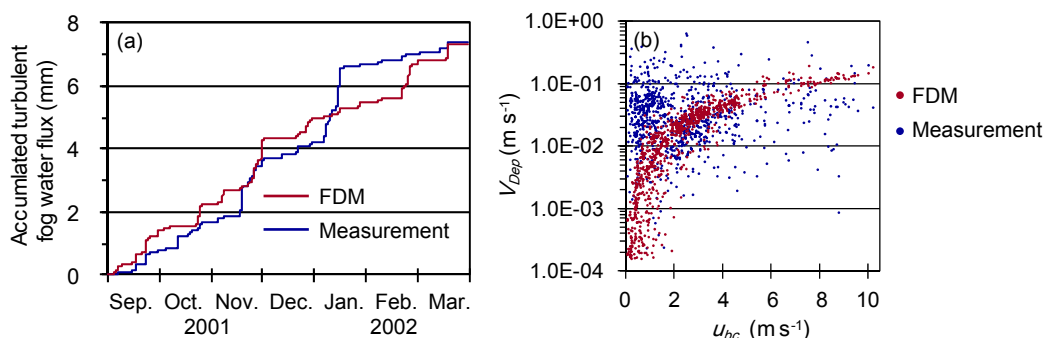 (a)
Accumlated turbulent
fog water flux (mm)
8
6
4
2
0
FDM
Measurement
Sep. Oct. Nov. Dec. Jan. Feb. Mar.
2001 2002
(b)
V_Dep (m s⁻¹)
1.0E+00
1.0E-01
1.0E-02
1.0E-03
1.0E-04
0 2 4 6 8 10
u_hc (m s⁻¹)
FDM
Measurement